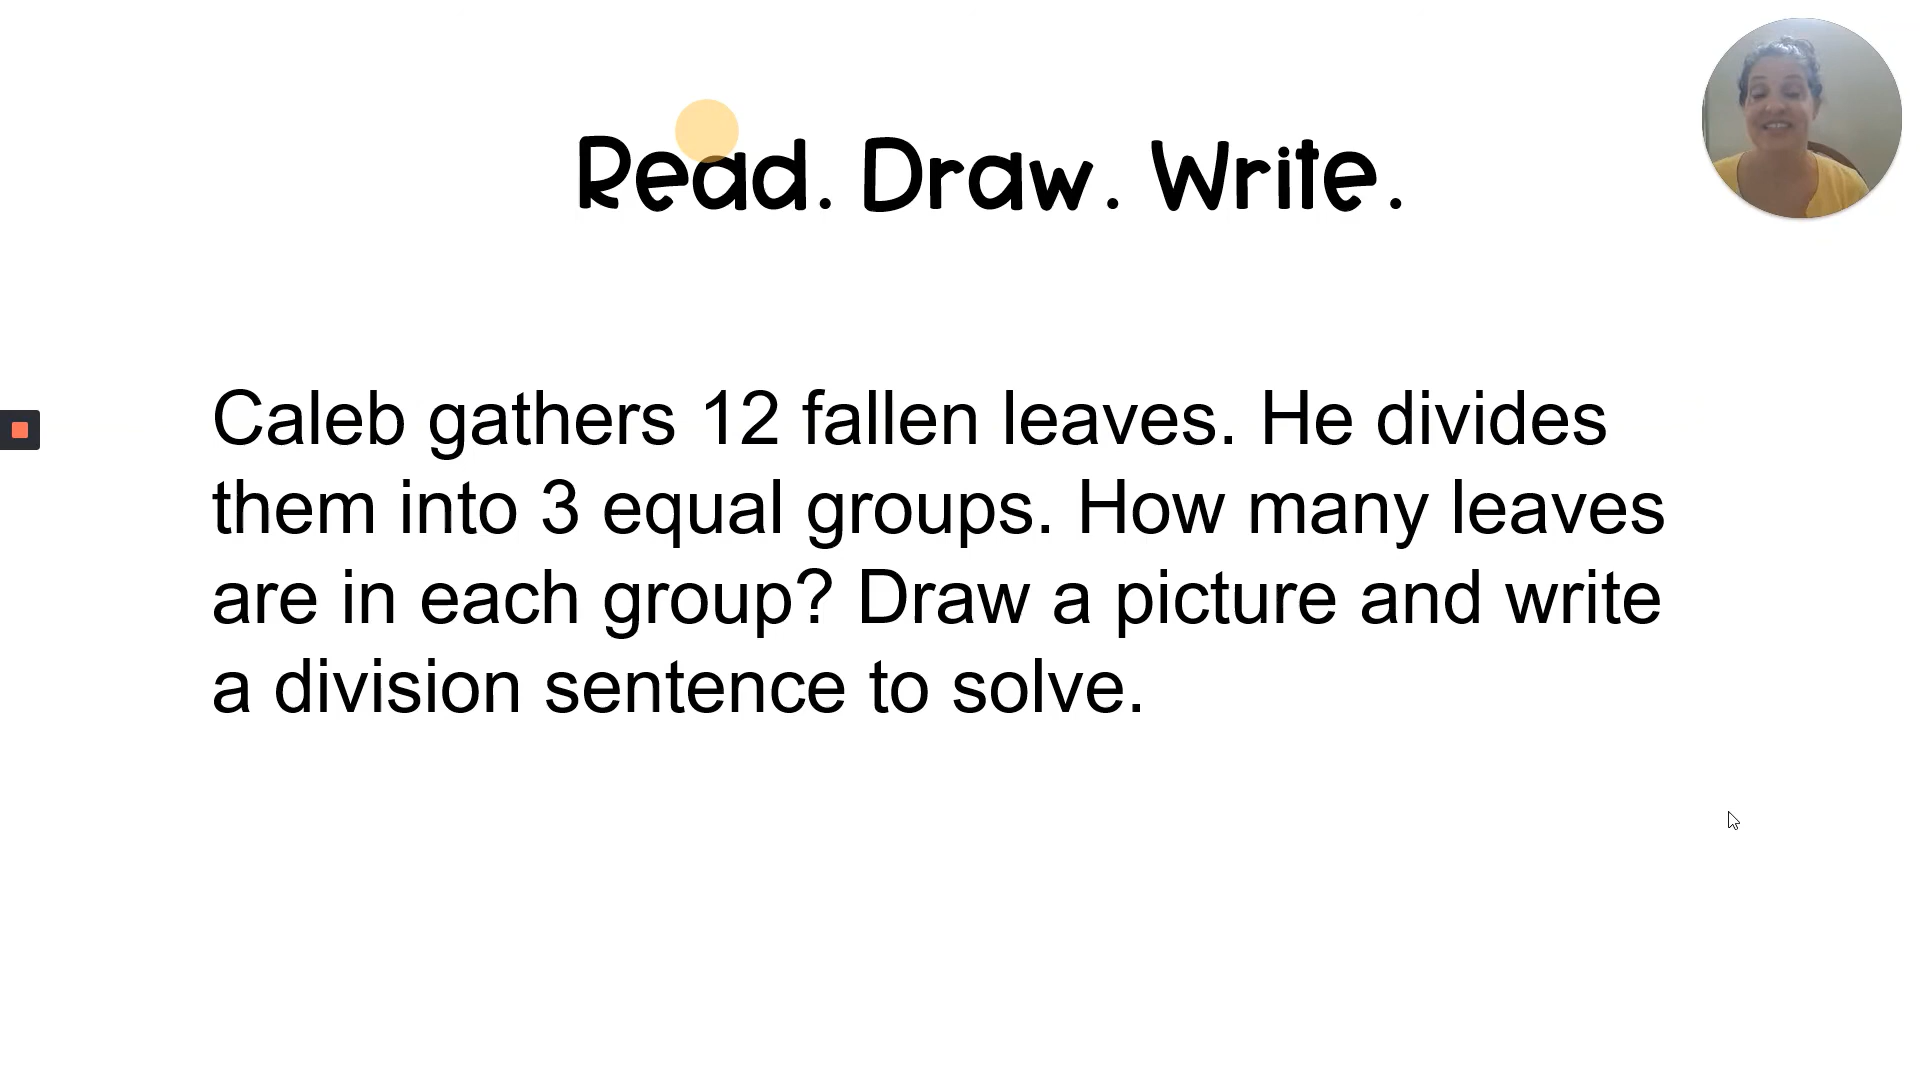 Read. Draw. Write.
Caleb gathers 12 fallen leaves. He divides
them into 3 equal groups. How many leaves
are in each group? Draw a picture and write
a division sentence to solve.